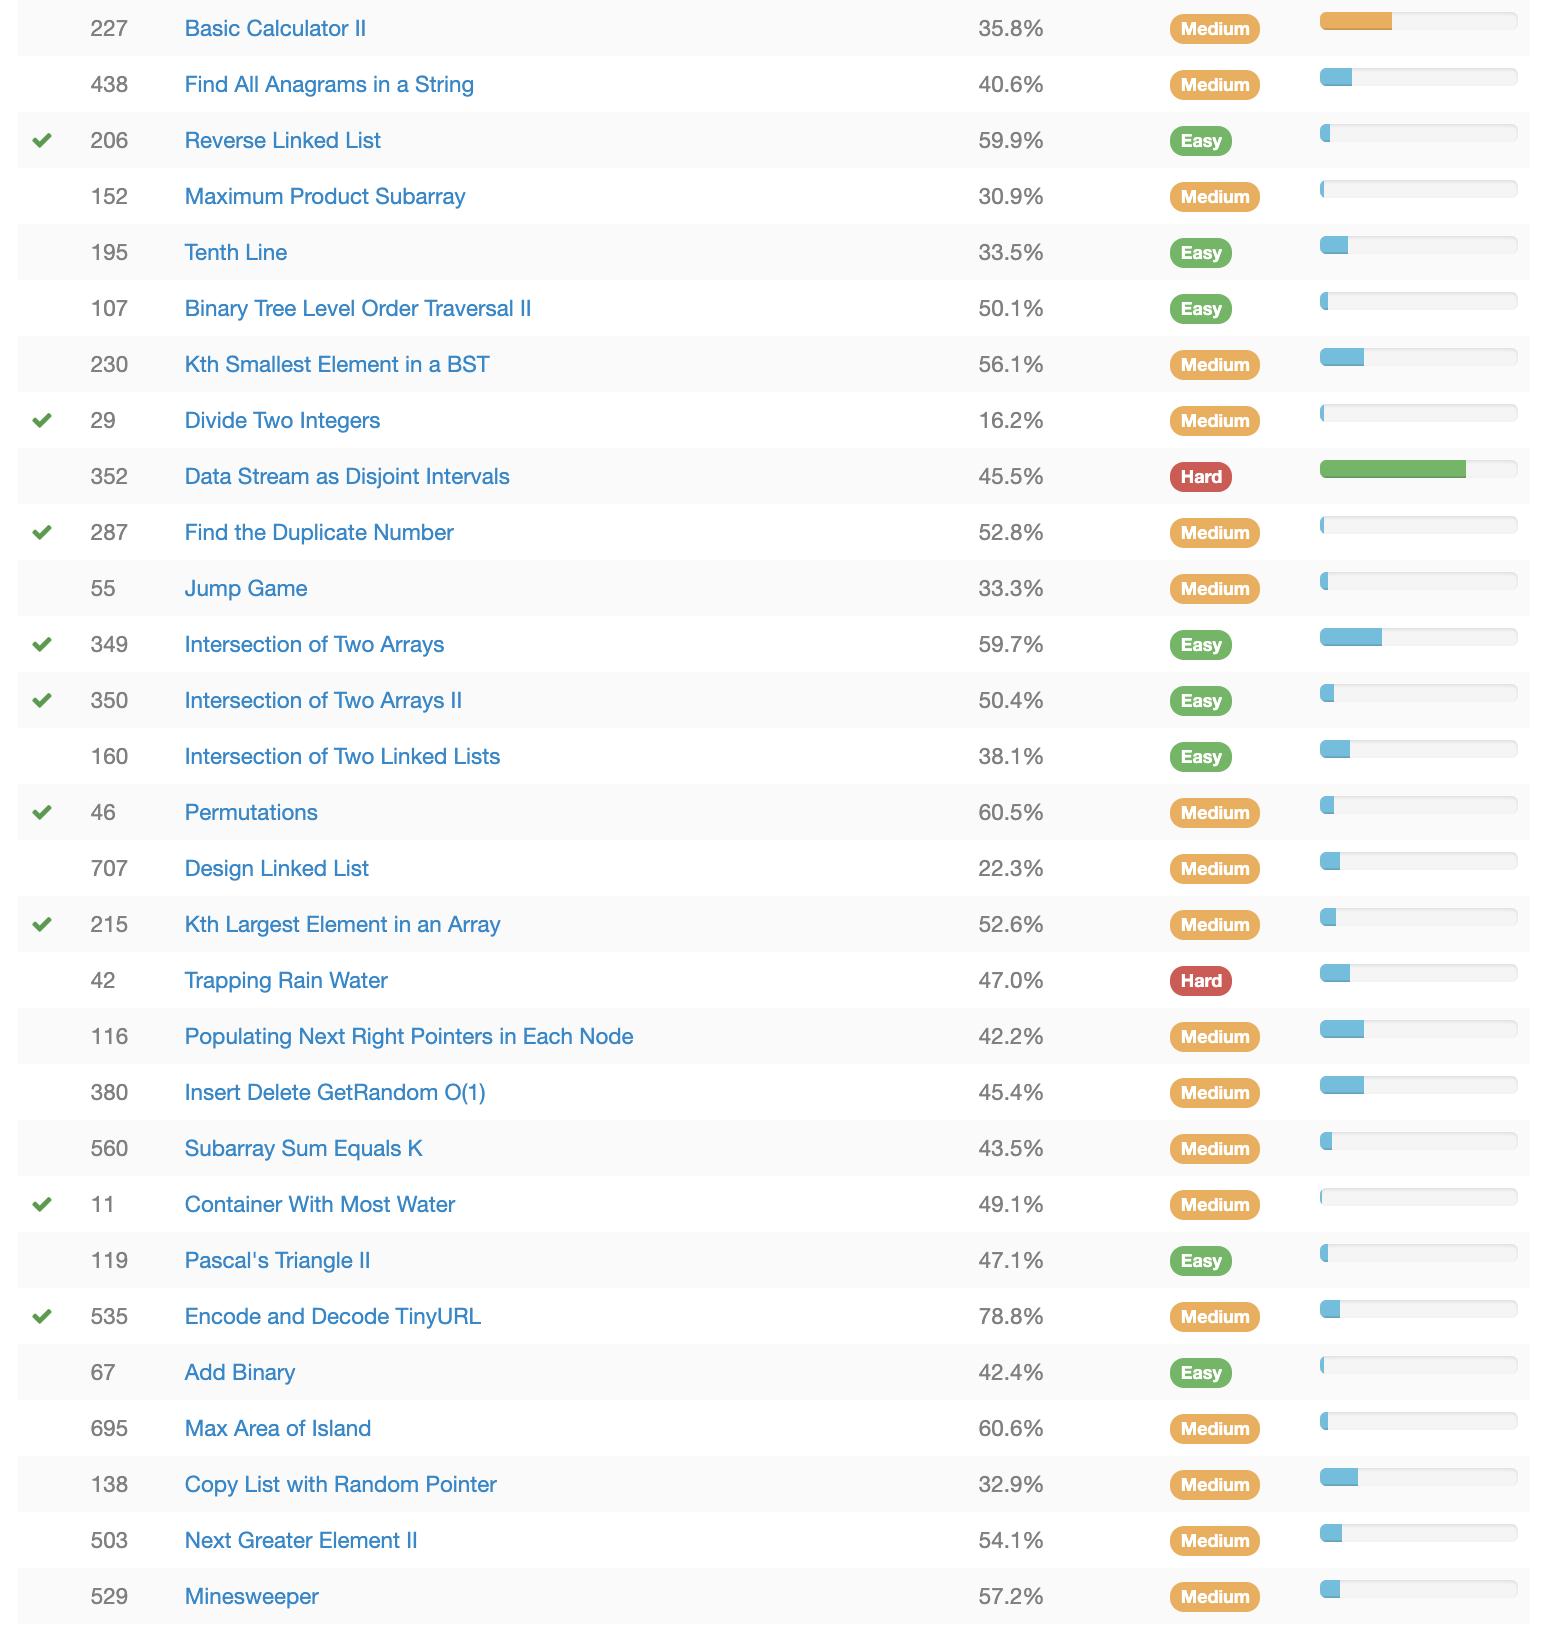 227 Basic Calculator II 35.8% Medium
438 Find All Anagrams in a String 40.6% Medium
206 Reverse Linked List 59.9% Easy
152 Maximum Product Subarray 30.9% Medium
195 Tenth Line 33.5% Easy
107 Binary Tree Level Order Traversal II 50.1% Easy
230 Kth Smallest Element in a BST 56.1% Medium
29 Divide Two Integers 16.2% Medium
352 Data Stream as Disjoint Intervals 45.5% Hard
287 Find the Duplicate Number 52.8% Medium
55 Jump Game 33.3% Medium
349 Intersection of Two Arrays 59.7% Easy
350 Intersection of Two Arrays II 50.4% Easy
160 Intersection of Two Linked Lists 38.1% Easy
46 Permutations 60.5% Medium
707 Design Linked List 22.3% Medium
215 Kth Largest Element in an Array 52.6% Medium
42 Trapping Rain Water 47.0% Hard
116 Populating Next Right Pointers in Each Node 42.2% Medium
380 Insert Delete GetRandom O(1) 45.4% Medium
560 Subarray Sum Equals K 43.5% Medium
11 Container With Most Water 49.1% Medium
119 Pascal's Triangle II 47.1% Easy
535 Encode and Decode TinyURL 78.8% Medium
67 Add Binary 42.4% Easy
695 Max Area of Island 60.6% Medium
138 Copy List with Random Pointer 32.9% Medium
503 Next Greater Element II 54.1% Medium
529 Minesweeper 57.2% Medium